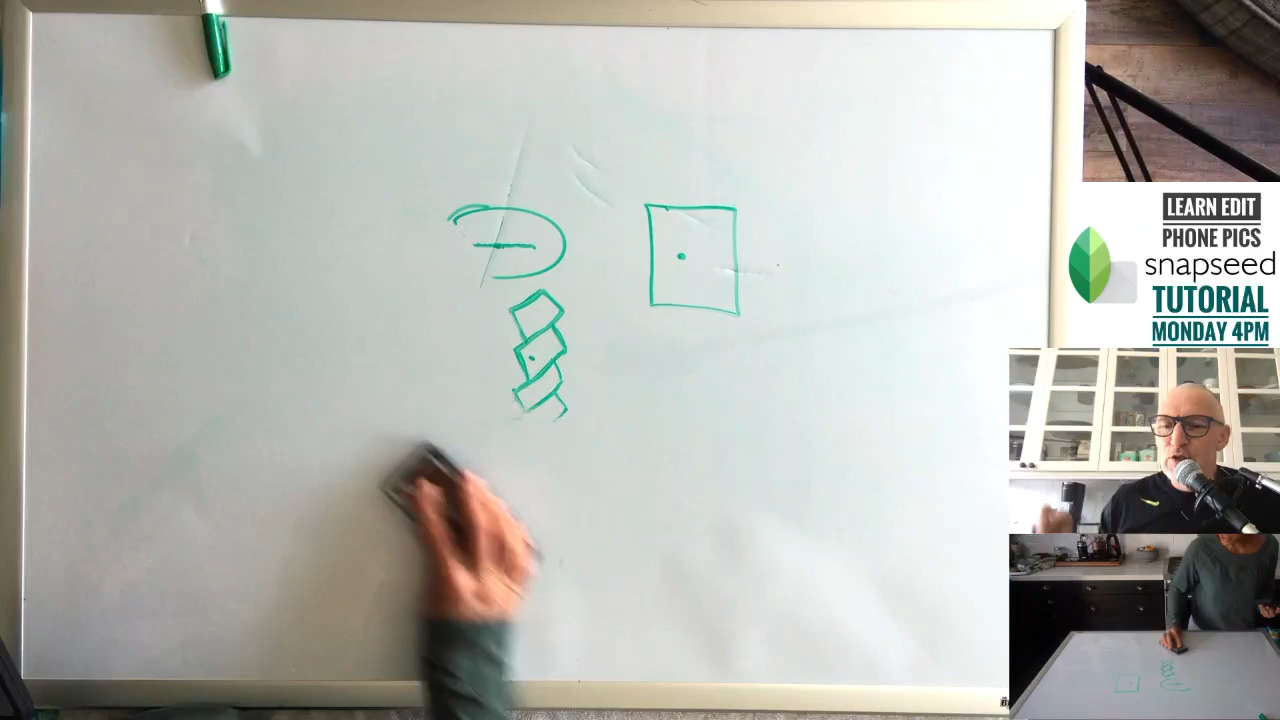 LEARN EDIT
PHONE PICS
snapseed
TUTORIAL
MONDAY 4PM